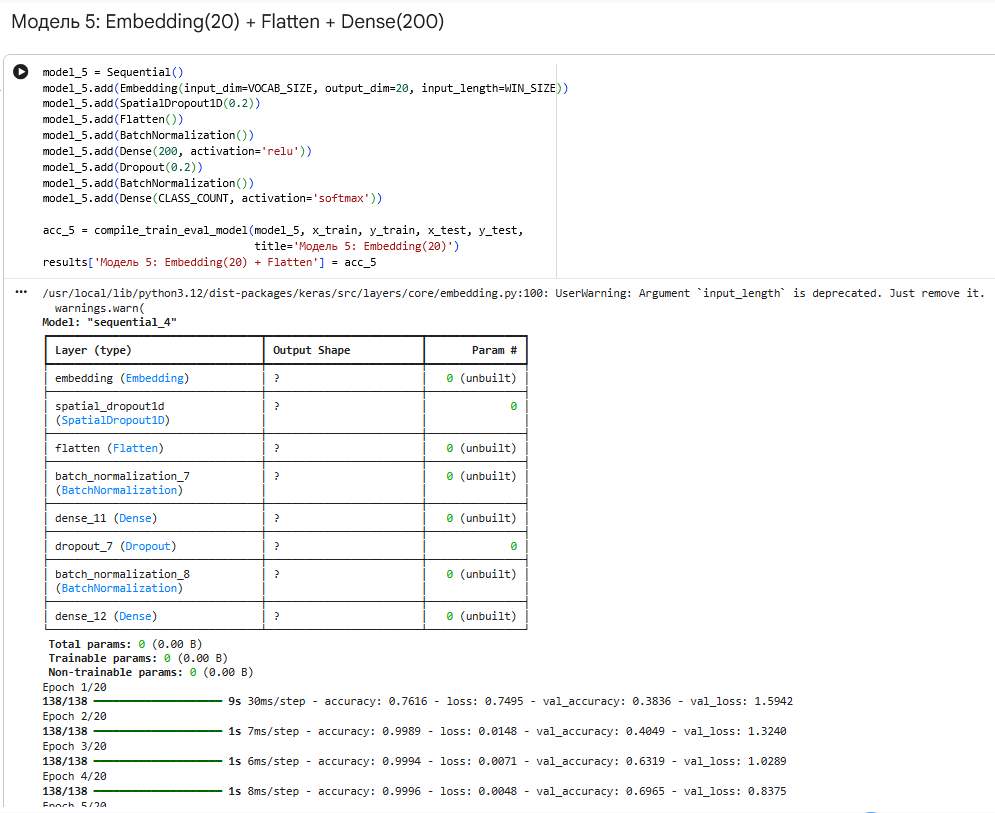 Модель 5: Embedding(20) + Flatten + Dense(200)
model_5 = Sequential()
model_5.add(Embedding(input_dim=VOCAB_SIZE, output_dim=20, input_length=WIN_SIZE))
model_5.add(SpatialDropout1D(0.2))
model_5.add(Flatten())
model_5.add(BatchNormalization())
model_5.add(Dense(200, activation='relu'))
model_5.add(Dropout(0.2))
model_5.add(BatchNormalization())
model_5.add(Dense(CLASS_COUNT, activation='softmax'))
acc_5 = compile_train_eval_model(model_5, x_train, y_train, x_test, y_test,
title='Модель 5: Embedding(20)')
results['Модель 5: Embedding(20) + Flatten'] = acc_5
/usr/local/lib/python3.12/dist-packages/keras/src/layers/core/embedding.py:100: UserWarning: Argument `input_length` is deprecated. Just remove it.
warnings.warn(
Model: "sequential_4"
Layer (type) Output Shape Param #
embedding (Embedding) ? 0 (unbuilt)
spatial_dropout1d ? 0
(SpatialDropout1D)
flatten (Flatten) ? 0 (unbuilt)
batch_normalization_7 ? 0 (unbuilt)
(BatchNormalization)
dense_11 (Dense) ? 0 (unbuilt)
dropout_7 (Dropout) ? 0
batch_normalization_8 ? 0 (unbuilt)
(BatchNormalization)
dense_12 (Dense) ? 0 (unbuilt)
Total params: 0 (0.00 B)
Trainable params: 0 (0.00 B)
Non-trainable params: 0 (0.00 B)
Epoch 1/20
138/138 9s 30ms/step - accuracy: 0.7616 - loss: 0.7495 - val_accuracy: 0.3836 - val_loss: 1.5942
Epoch 2/20
138/138 1s 7ms/step - accuracy: 0.9989 - loss: 0.0148 - val_accuracy: 0.4049 - val_loss: 1.3240
Epoch 3/20
138/138 1s 6ms/step - accuracy: 0.9994 - loss: 0.0071 - val_accuracy: 0.6319 - val_loss: 1.0289
Epoch 4/20
138/138 1s 8ms/step - accuracy: 0.9996 - loss: 0.0048 - val_accuracy: 0.6965 - val_loss: 0.8375
Epoch 5/20